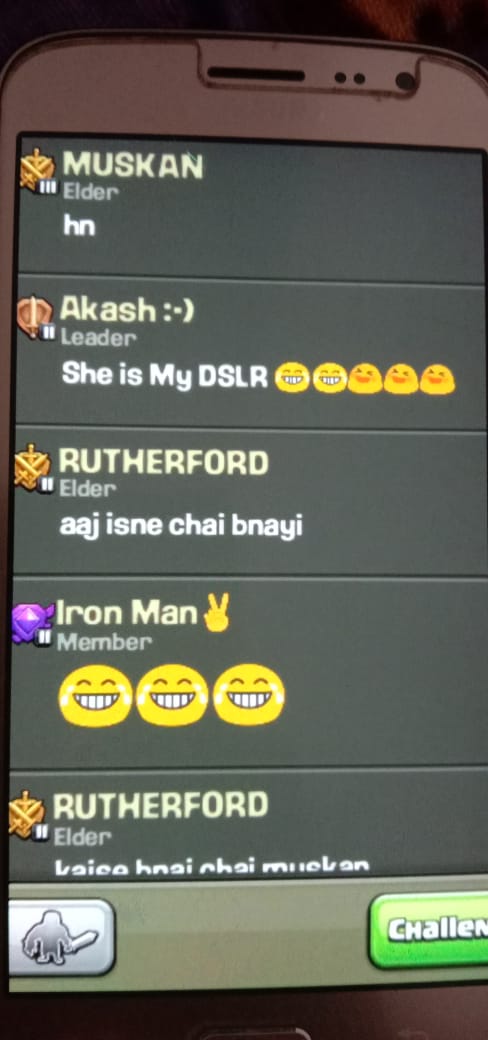 MUSKAN
Elder
hn
Akash :-)
Leader
She is My DSLR 😂😂😆😆😆
RUTHERFORD
Elder
aaj isne chai bnayi
Iron Man✌
Member
😂😂😂
RUTHERFORD
Elder
kaise bnai chai muskan
Challen